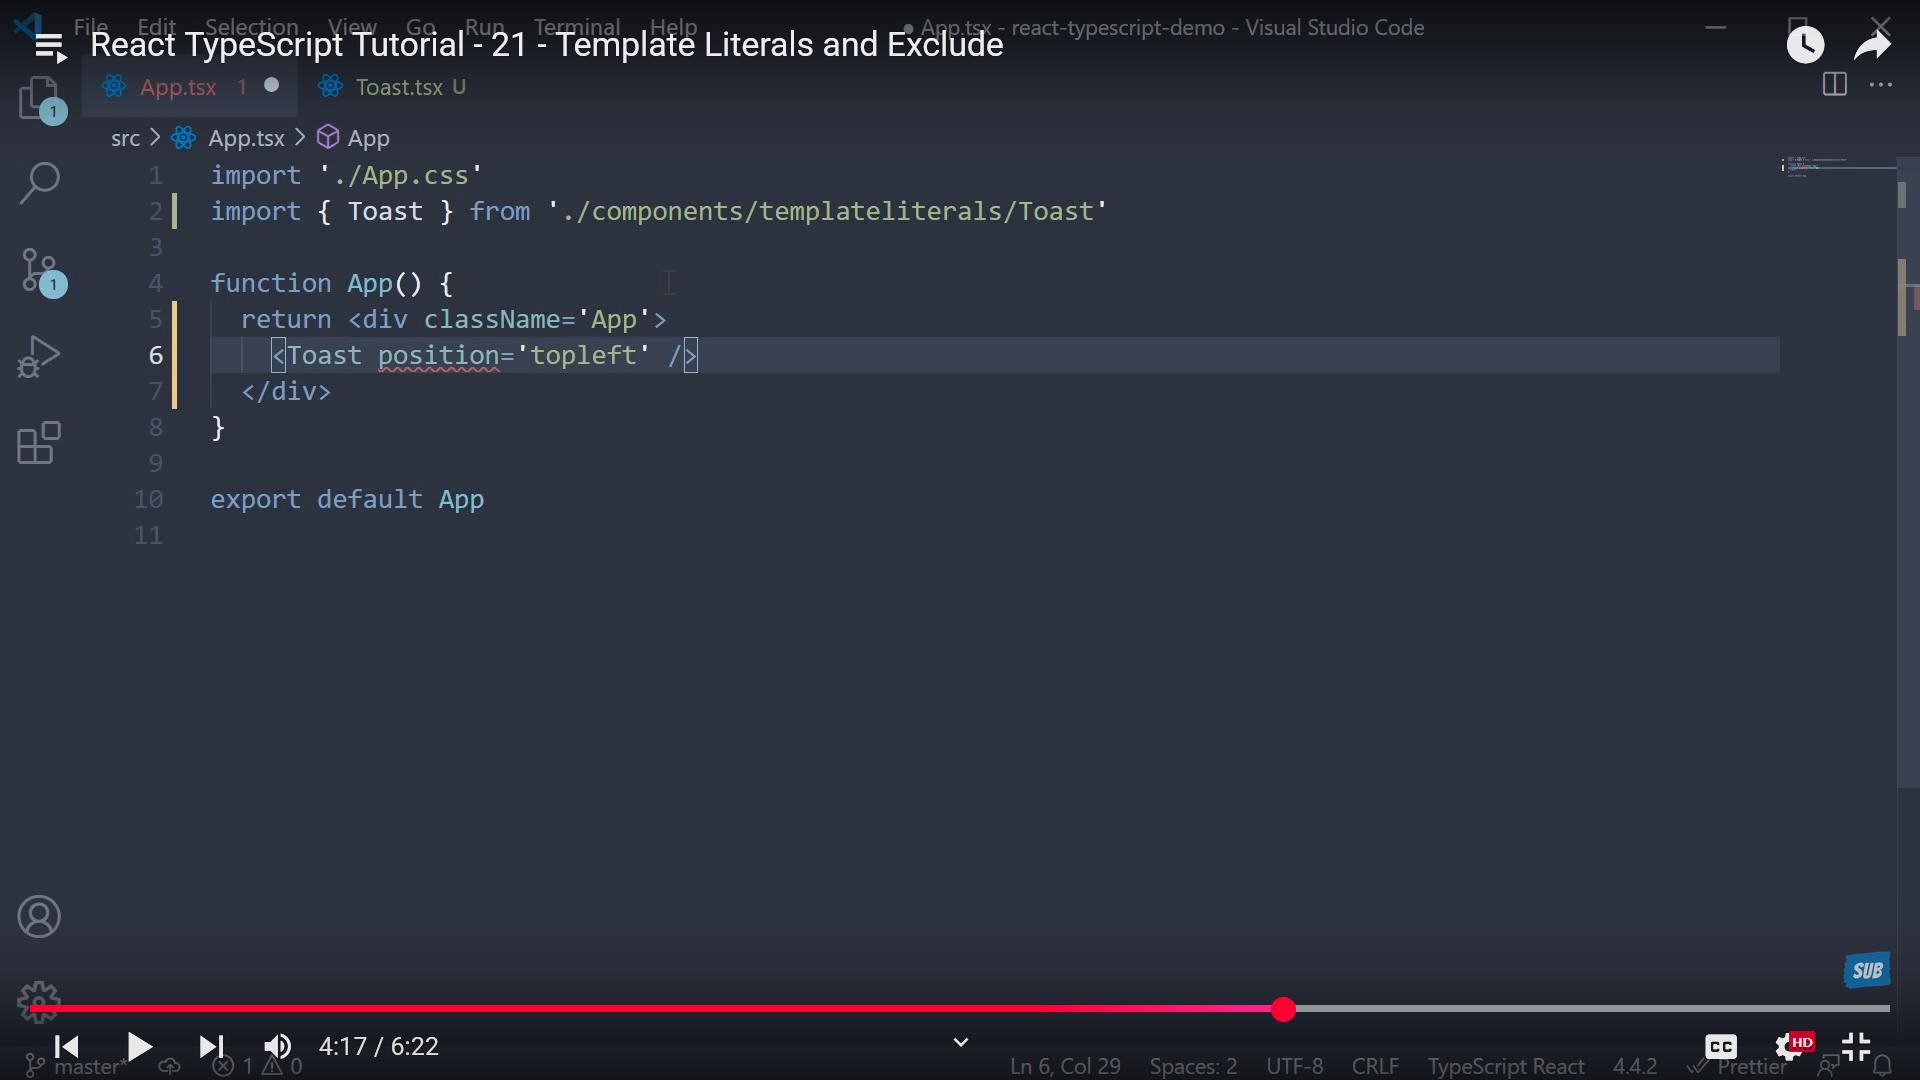 File Edit Selection View Go Run Terminal Help
● App.tsx - react-typescript-demo - Visual Studio Code
React TypeScript Tutorial - 21 - Template Literals and Exclude
App.tsx 1 ● Toast.tsx U
1
src > App.tsx > App
1 import './App.css'
2 import { Toast } from './components/templateliterals/Toast'
3
4 function App() {
1
5 return <div className='App'>
6 <Toast position='topleft' />
7 </div>
8 }
9
10 export default App
11
SUB
4:17 / 6:22
CC
HD
master* 1 0 Ln 6, Col 29 Spaces: 2 UTF-8 CRLF TypeScript React 4.4.2 Prettier